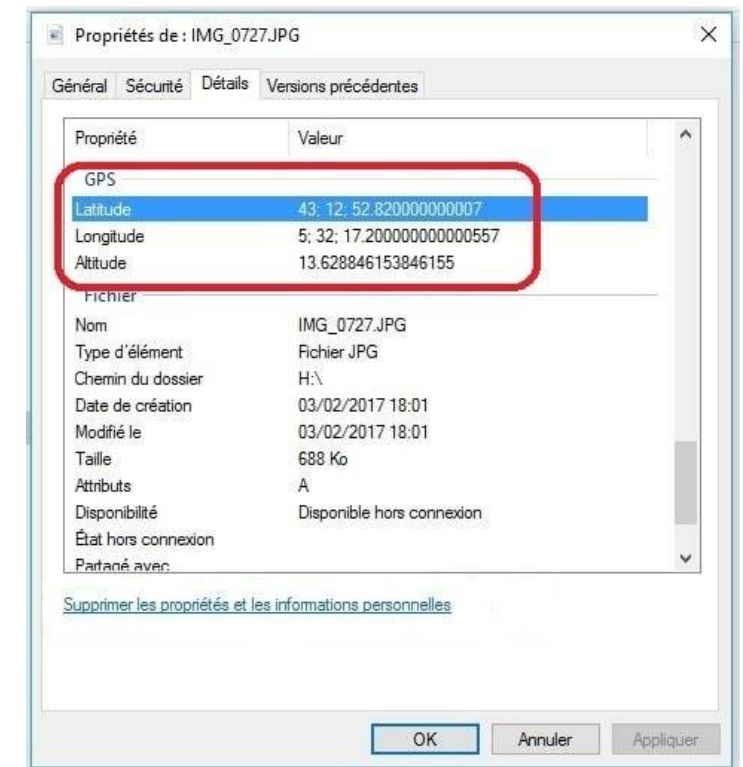 Propriétés de : IMG_0727.JPG
Général Sécurité Détails Versions précédentes
Propriété Valeur
GPS
Latitude 43; 12; 52.820000000007
Longitude 5; 32; 17.200000000000557
Altitude 13.628846153846155
Fichier
Nom IMG_0727.JPG
Type d'élément Fichier JPG
Chemin du dossier H:\
Date de création 03/02/2017 18:01
Modifié le 03/02/2017 18:01
Taille 688 Ko
Attributs A
Disponibilité Disponible hors connexion
État hors connexion
Partagé avec
Supprimer les propriétés et les informations personnelles
OK Annuler Appliquer